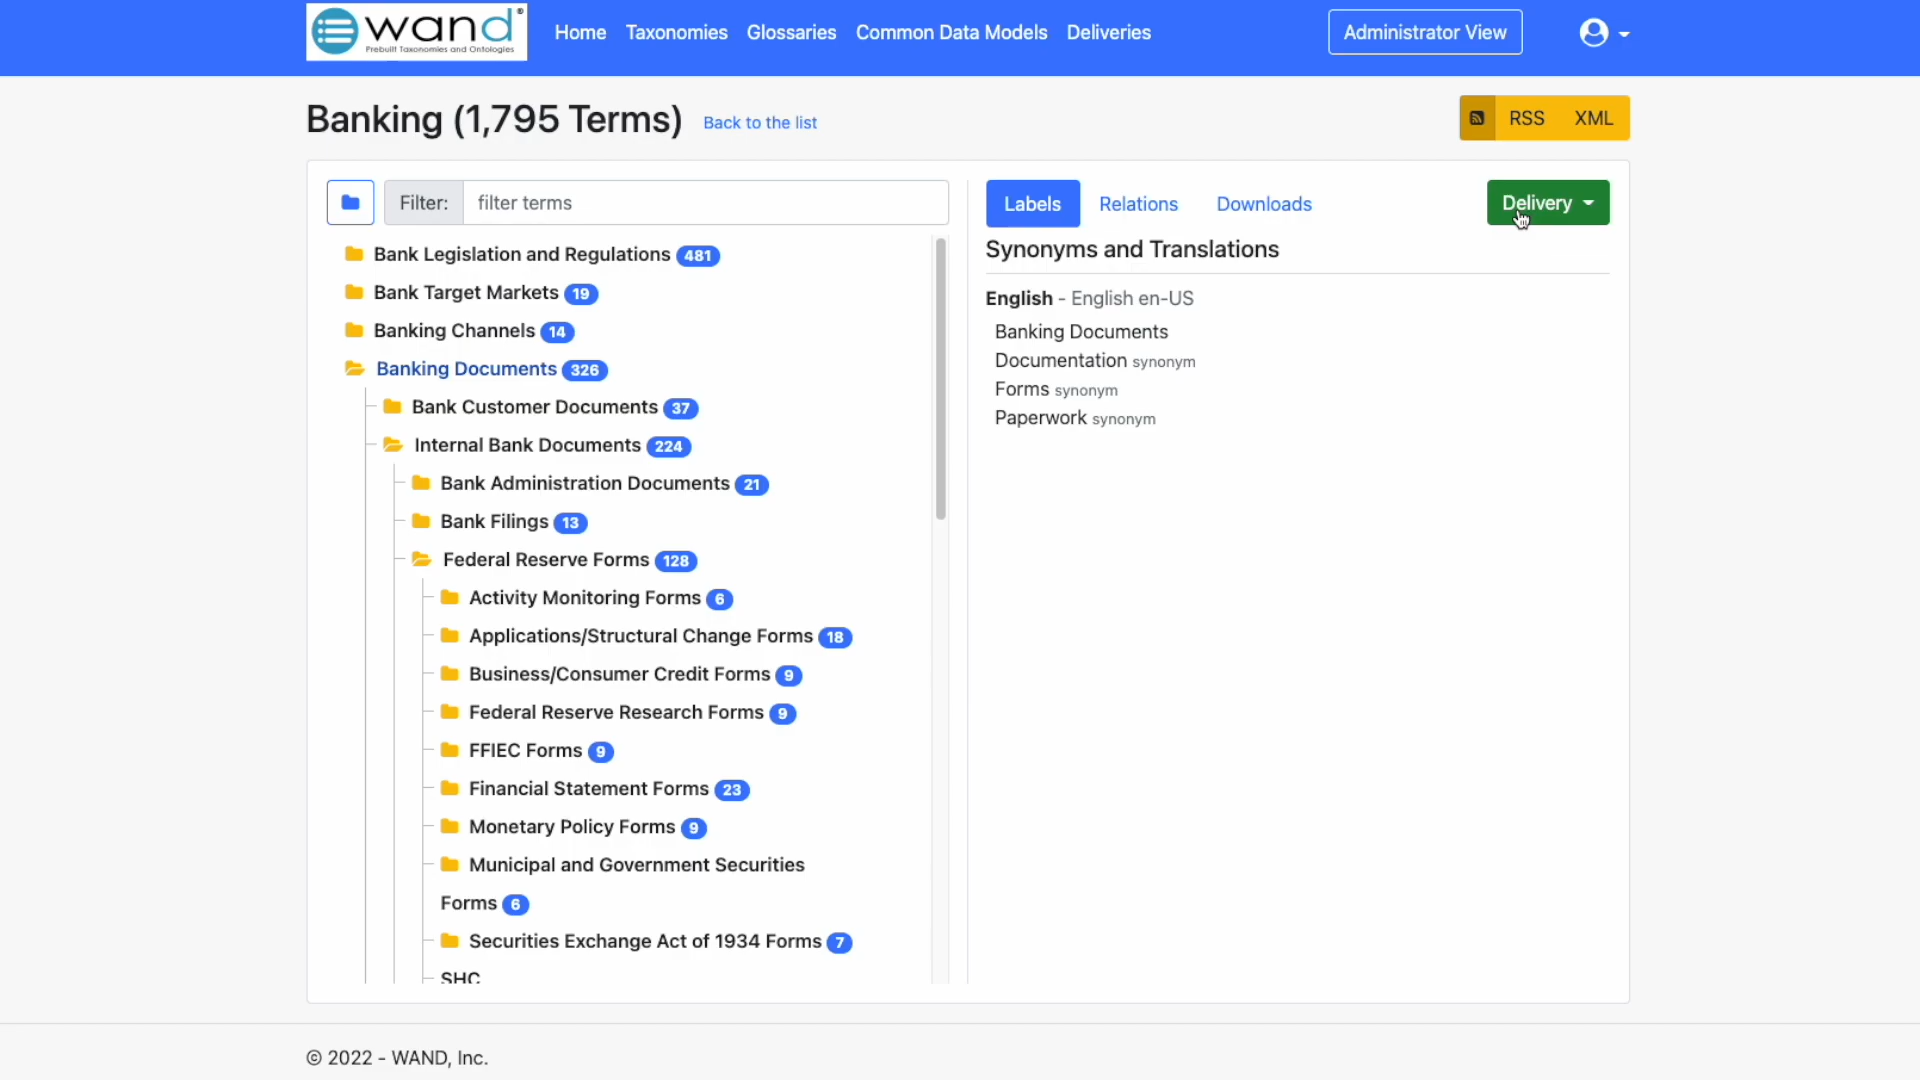 wand®
Prebuilt Taxonomies and Ontologies
Home Taxonomies Glossaries Common Data Models Deliveries
Administrator View
Banking (1,795 Terms) Back to the list
RSS XML
Filter: filter terms
Labels Relations Downloads
Delivery
Bank Legislation and Regulations 481
Bank Target Markets 19
Banking Channels 14
Banking Documents 326
Bank Customer Documents 37
Internal Bank Documents 224
Bank Administration Documents 21
Bank Filings 13
Federal Reserve Forms 128
Activity Monitoring Forms 6
Applications/Structural Change Forms 18
Business/Consumer Credit Forms 9
Federal Reserve Research Forms 9
FFIEC Forms 9
Financial Statement Forms 23
Monetary Policy Forms 9
Municipal and Government Securities
Forms 6
Securities Exchange Act of 1934 Forms 7
SHC
Synonyms and Translations
English - English en-US
Banking Documents
Documentation synonym
Forms synonym
Paperwork synonym
© 2022 - WAND, Inc.